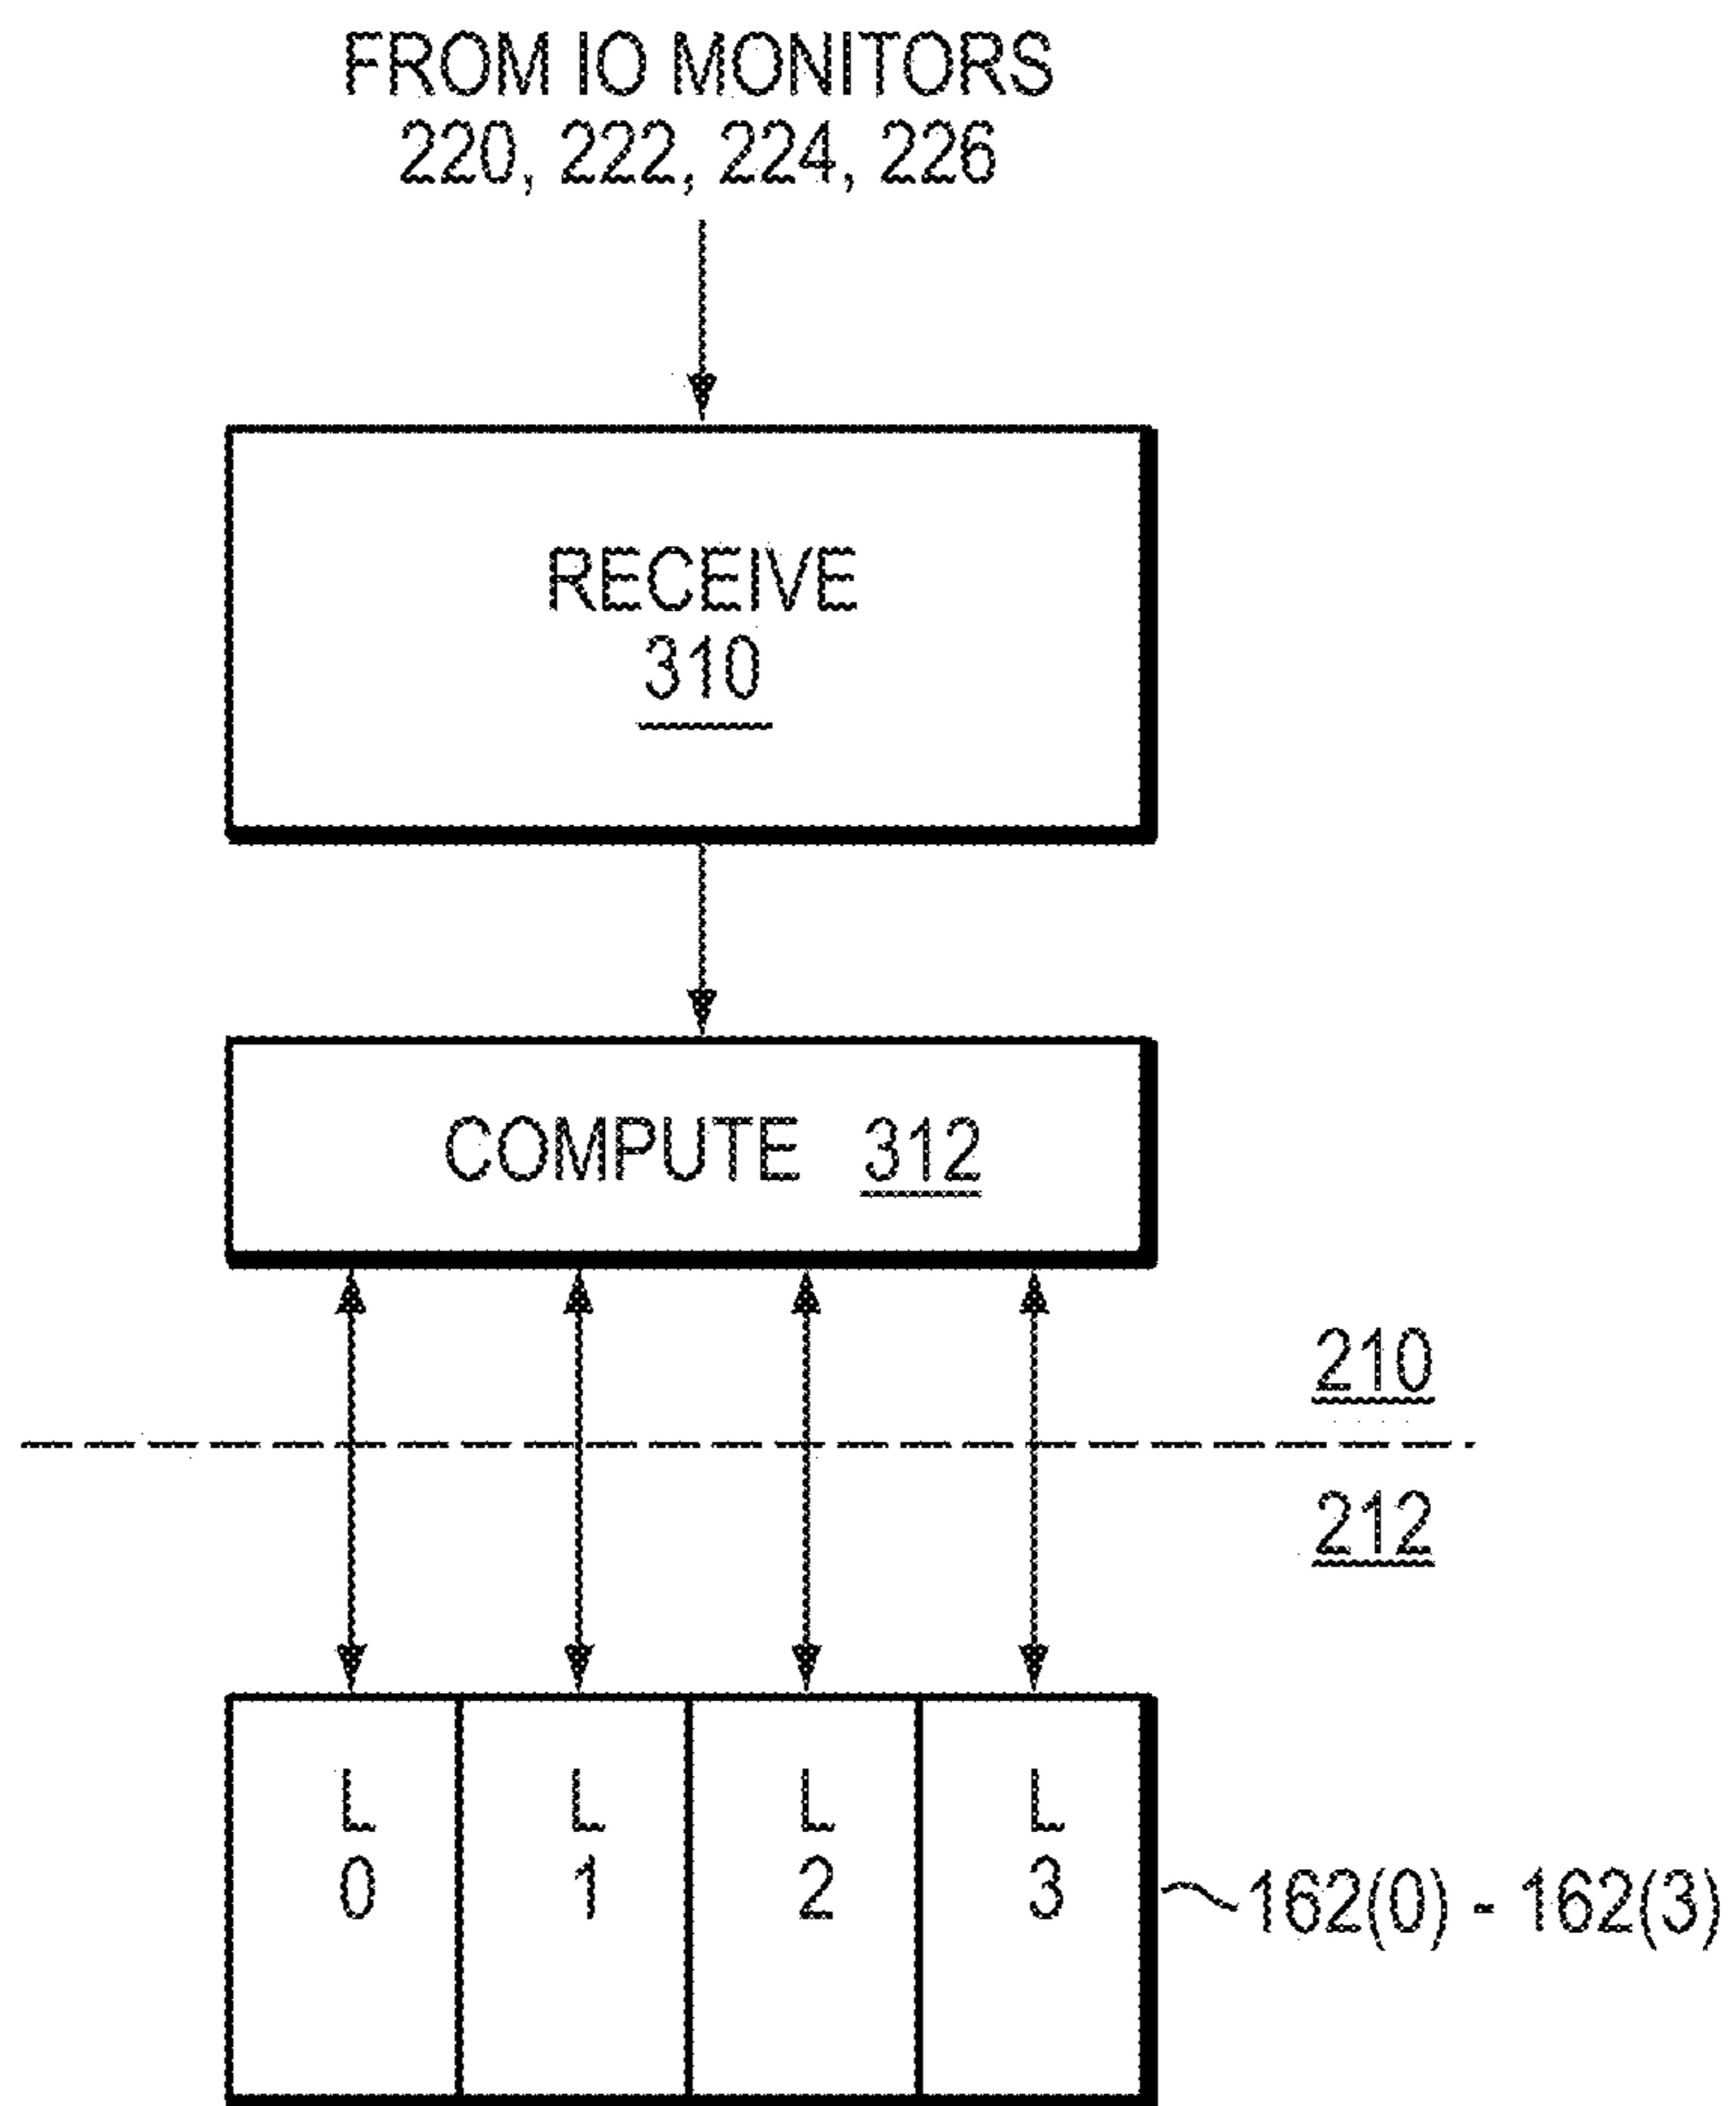 FROM IO MONITORS
220, 222, 224, 226
RECEIVE
310
COMPUTE 312
210
212
L L L L
0 1 2 3
162(0) - 162(3)